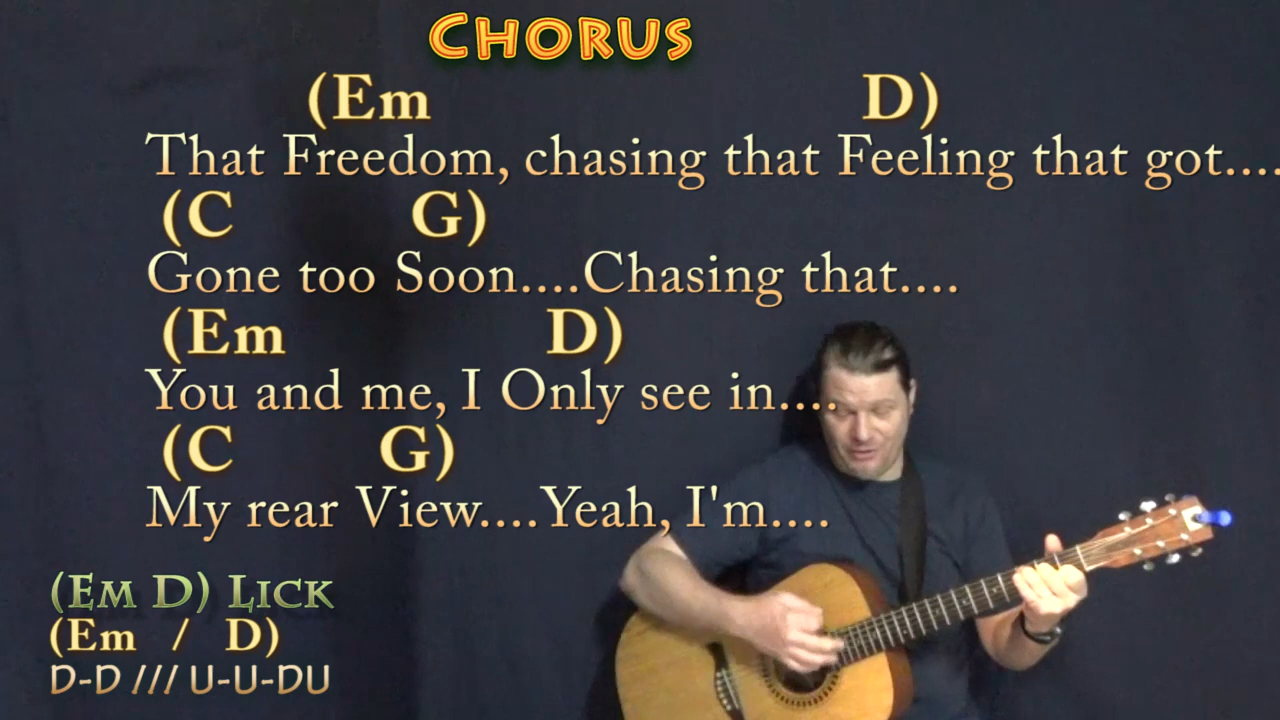 CHORUS
(Em D)
That Freedom, chasing that Feeling that got....
(C G)
Gone too Soon....Chasing that....
(Em D)
You and me, I Only see in....
(C G)
My rear View....Yeah, I'm....
(EM D) LICK
(Em / D)
D-D /// U-U-DU